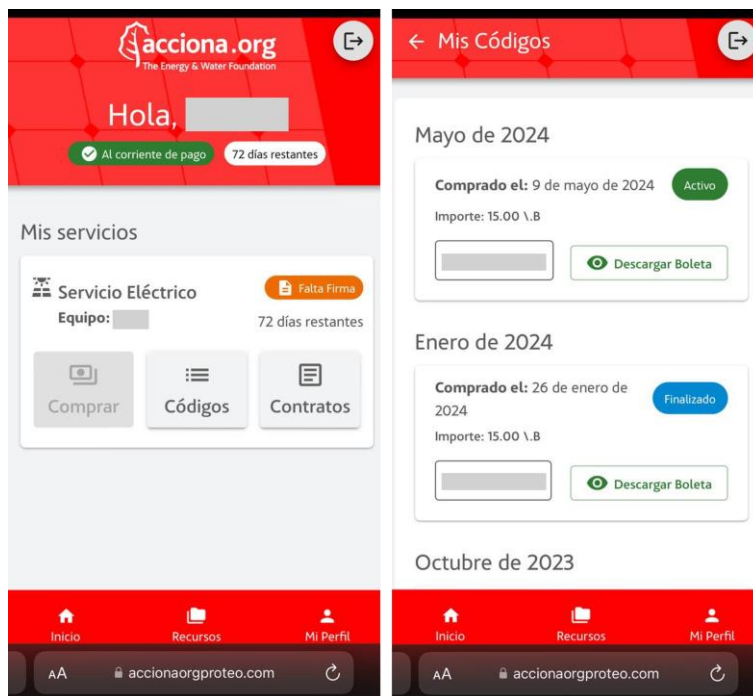 acciona.org
The Energy & Water Foundation
Hola,
Al corriente de pago
72 días restantes
Mis servicios
Servicio Eléctrico
Falta Firma
Equipo:
72 días restantes
Comprar
Códigos
Contratos
Inicio
Recursos
Mi Perfil
AA
accionaorgproteo.com
Mis Códigos
Mayo de 2024
Comprado el: 9 de mayo de 2024
Activo
Importe: 15.00 \.B
Descargar Boleta
Enero de 2024
Comprado el: 26 de enero de
2024
Finalizado
Importe: 15.00 \.B
Descargar Boleta
Octubre de 2023
Inicio
Recursos
Mi Perfil
AA
accionaorgproteo.com